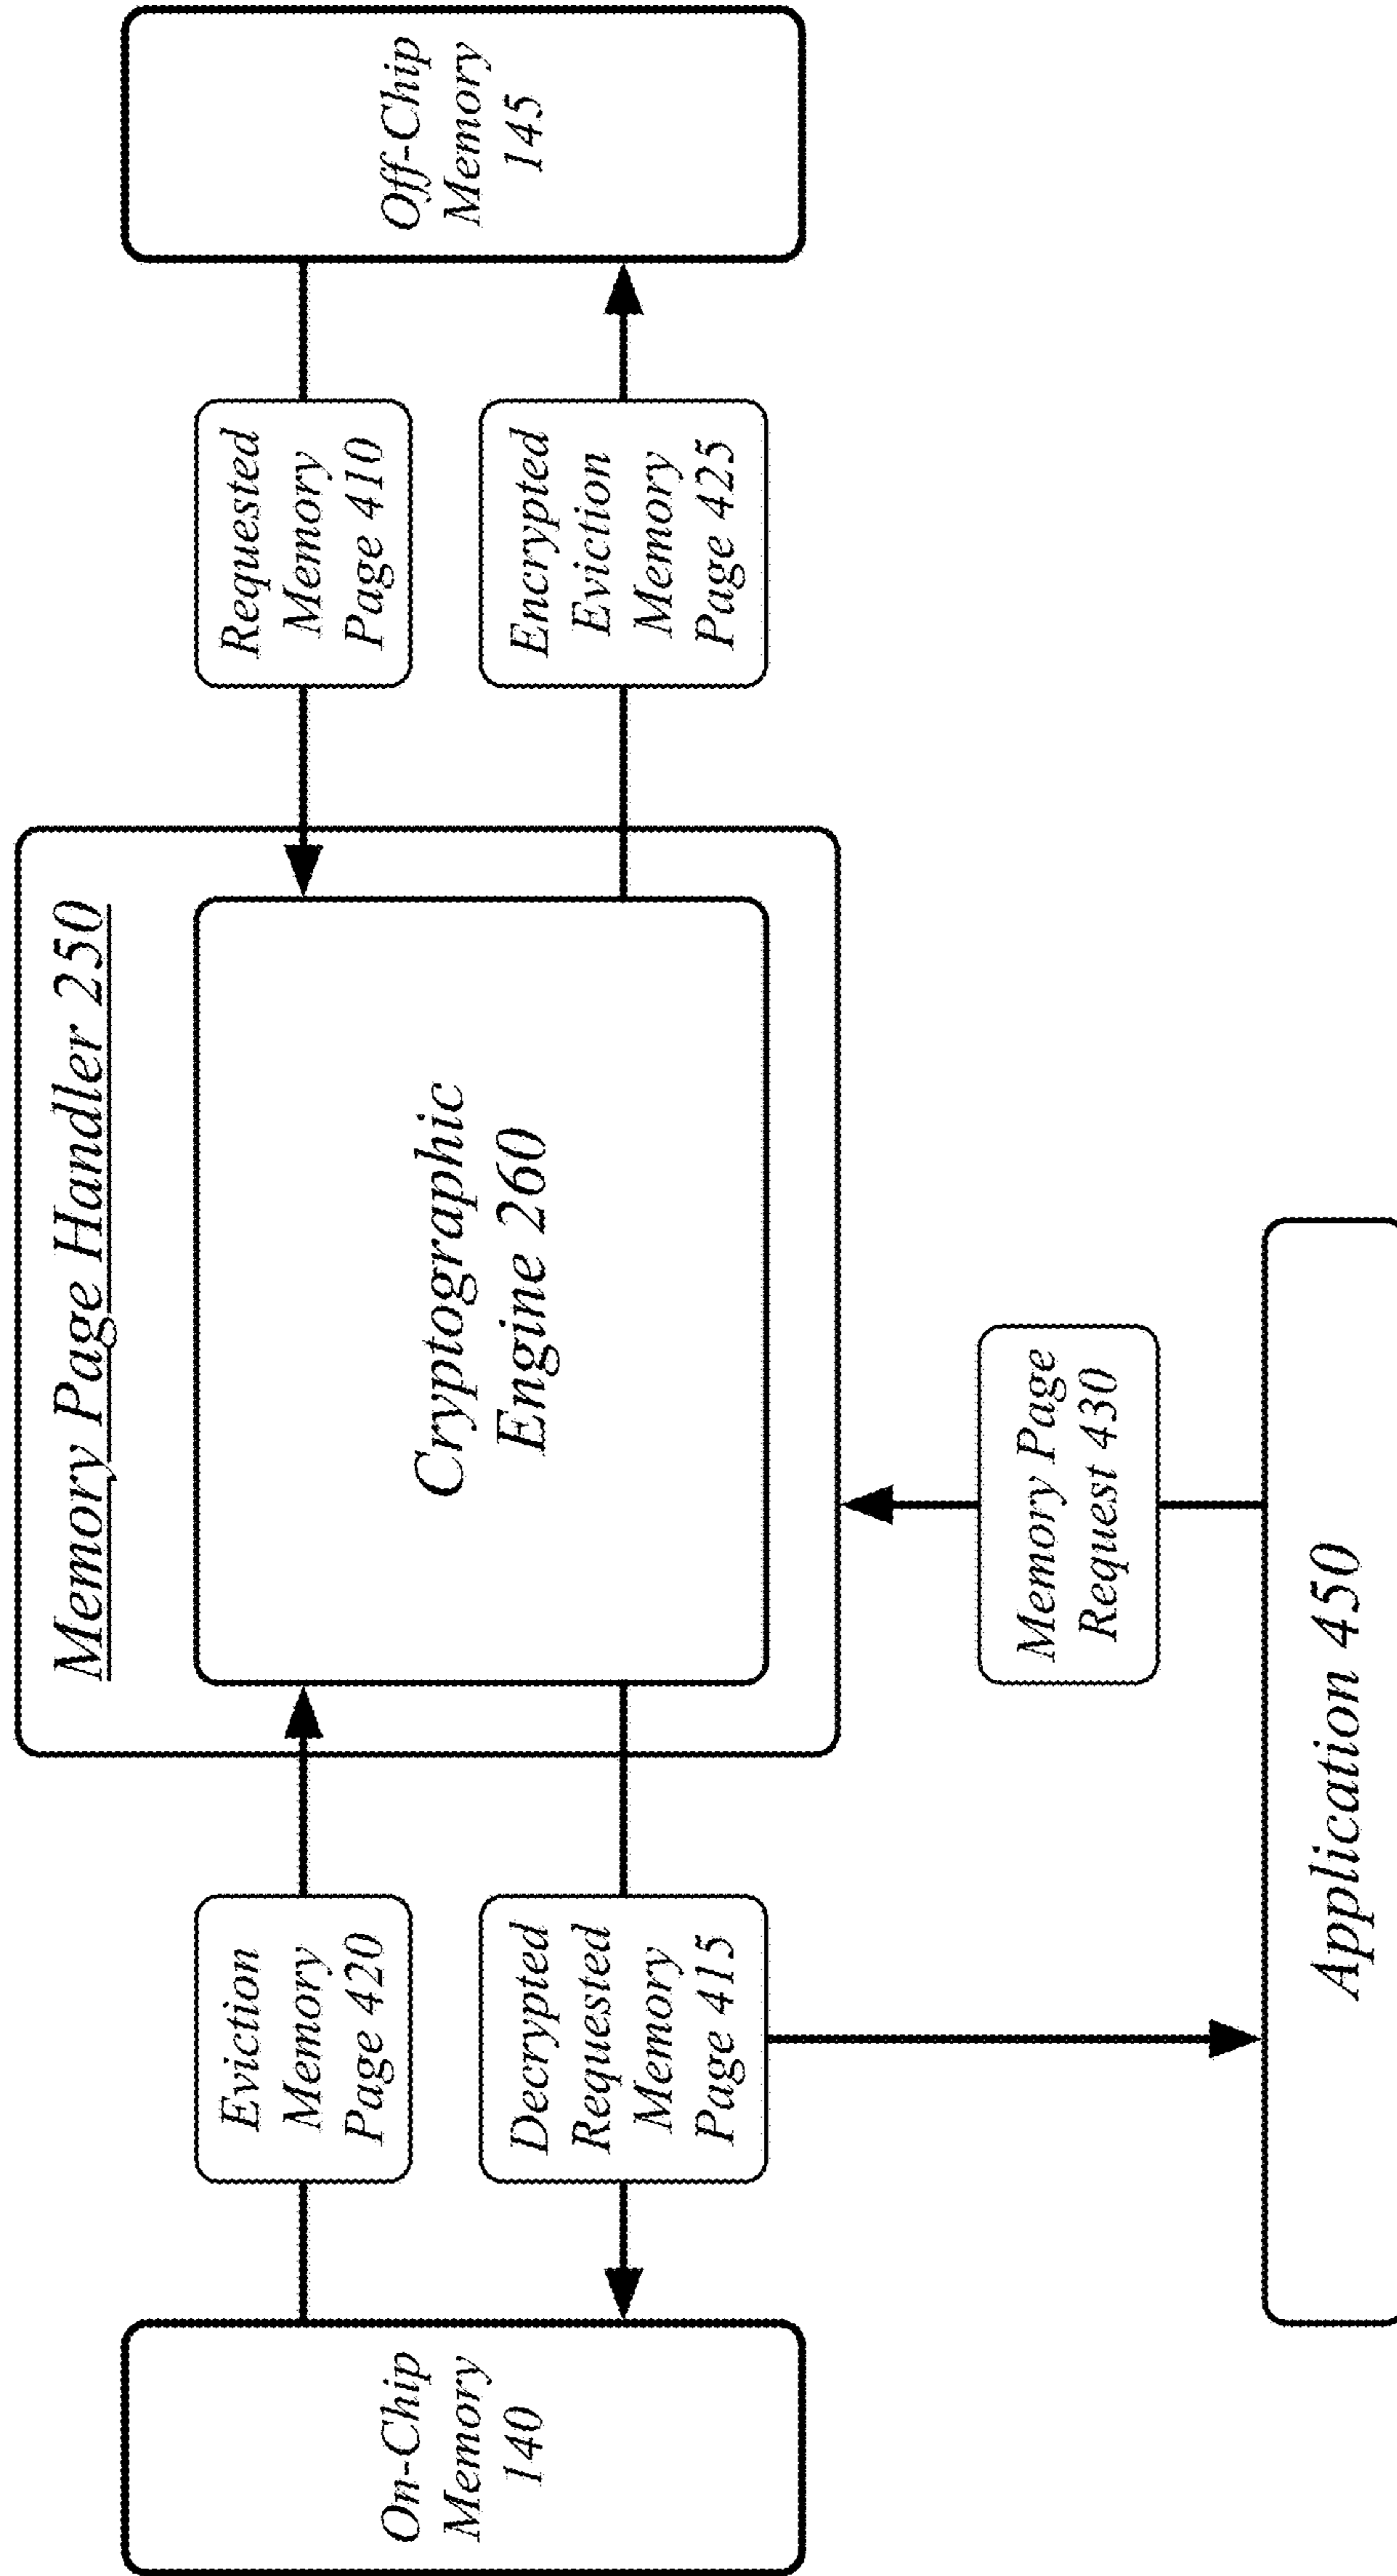 Memory Page Handler 250
On-Chip
Memory
140
Eviction
Memory
Page 420
Decrypted
Requested
Memory
Page 415
Cryptographic
Engine 260
Requested
Memory
Page 410
Encrypted
Eviction
Memory
Page 425
Off-Chip
Memory
145
Memory Page
Request 430
Application 450